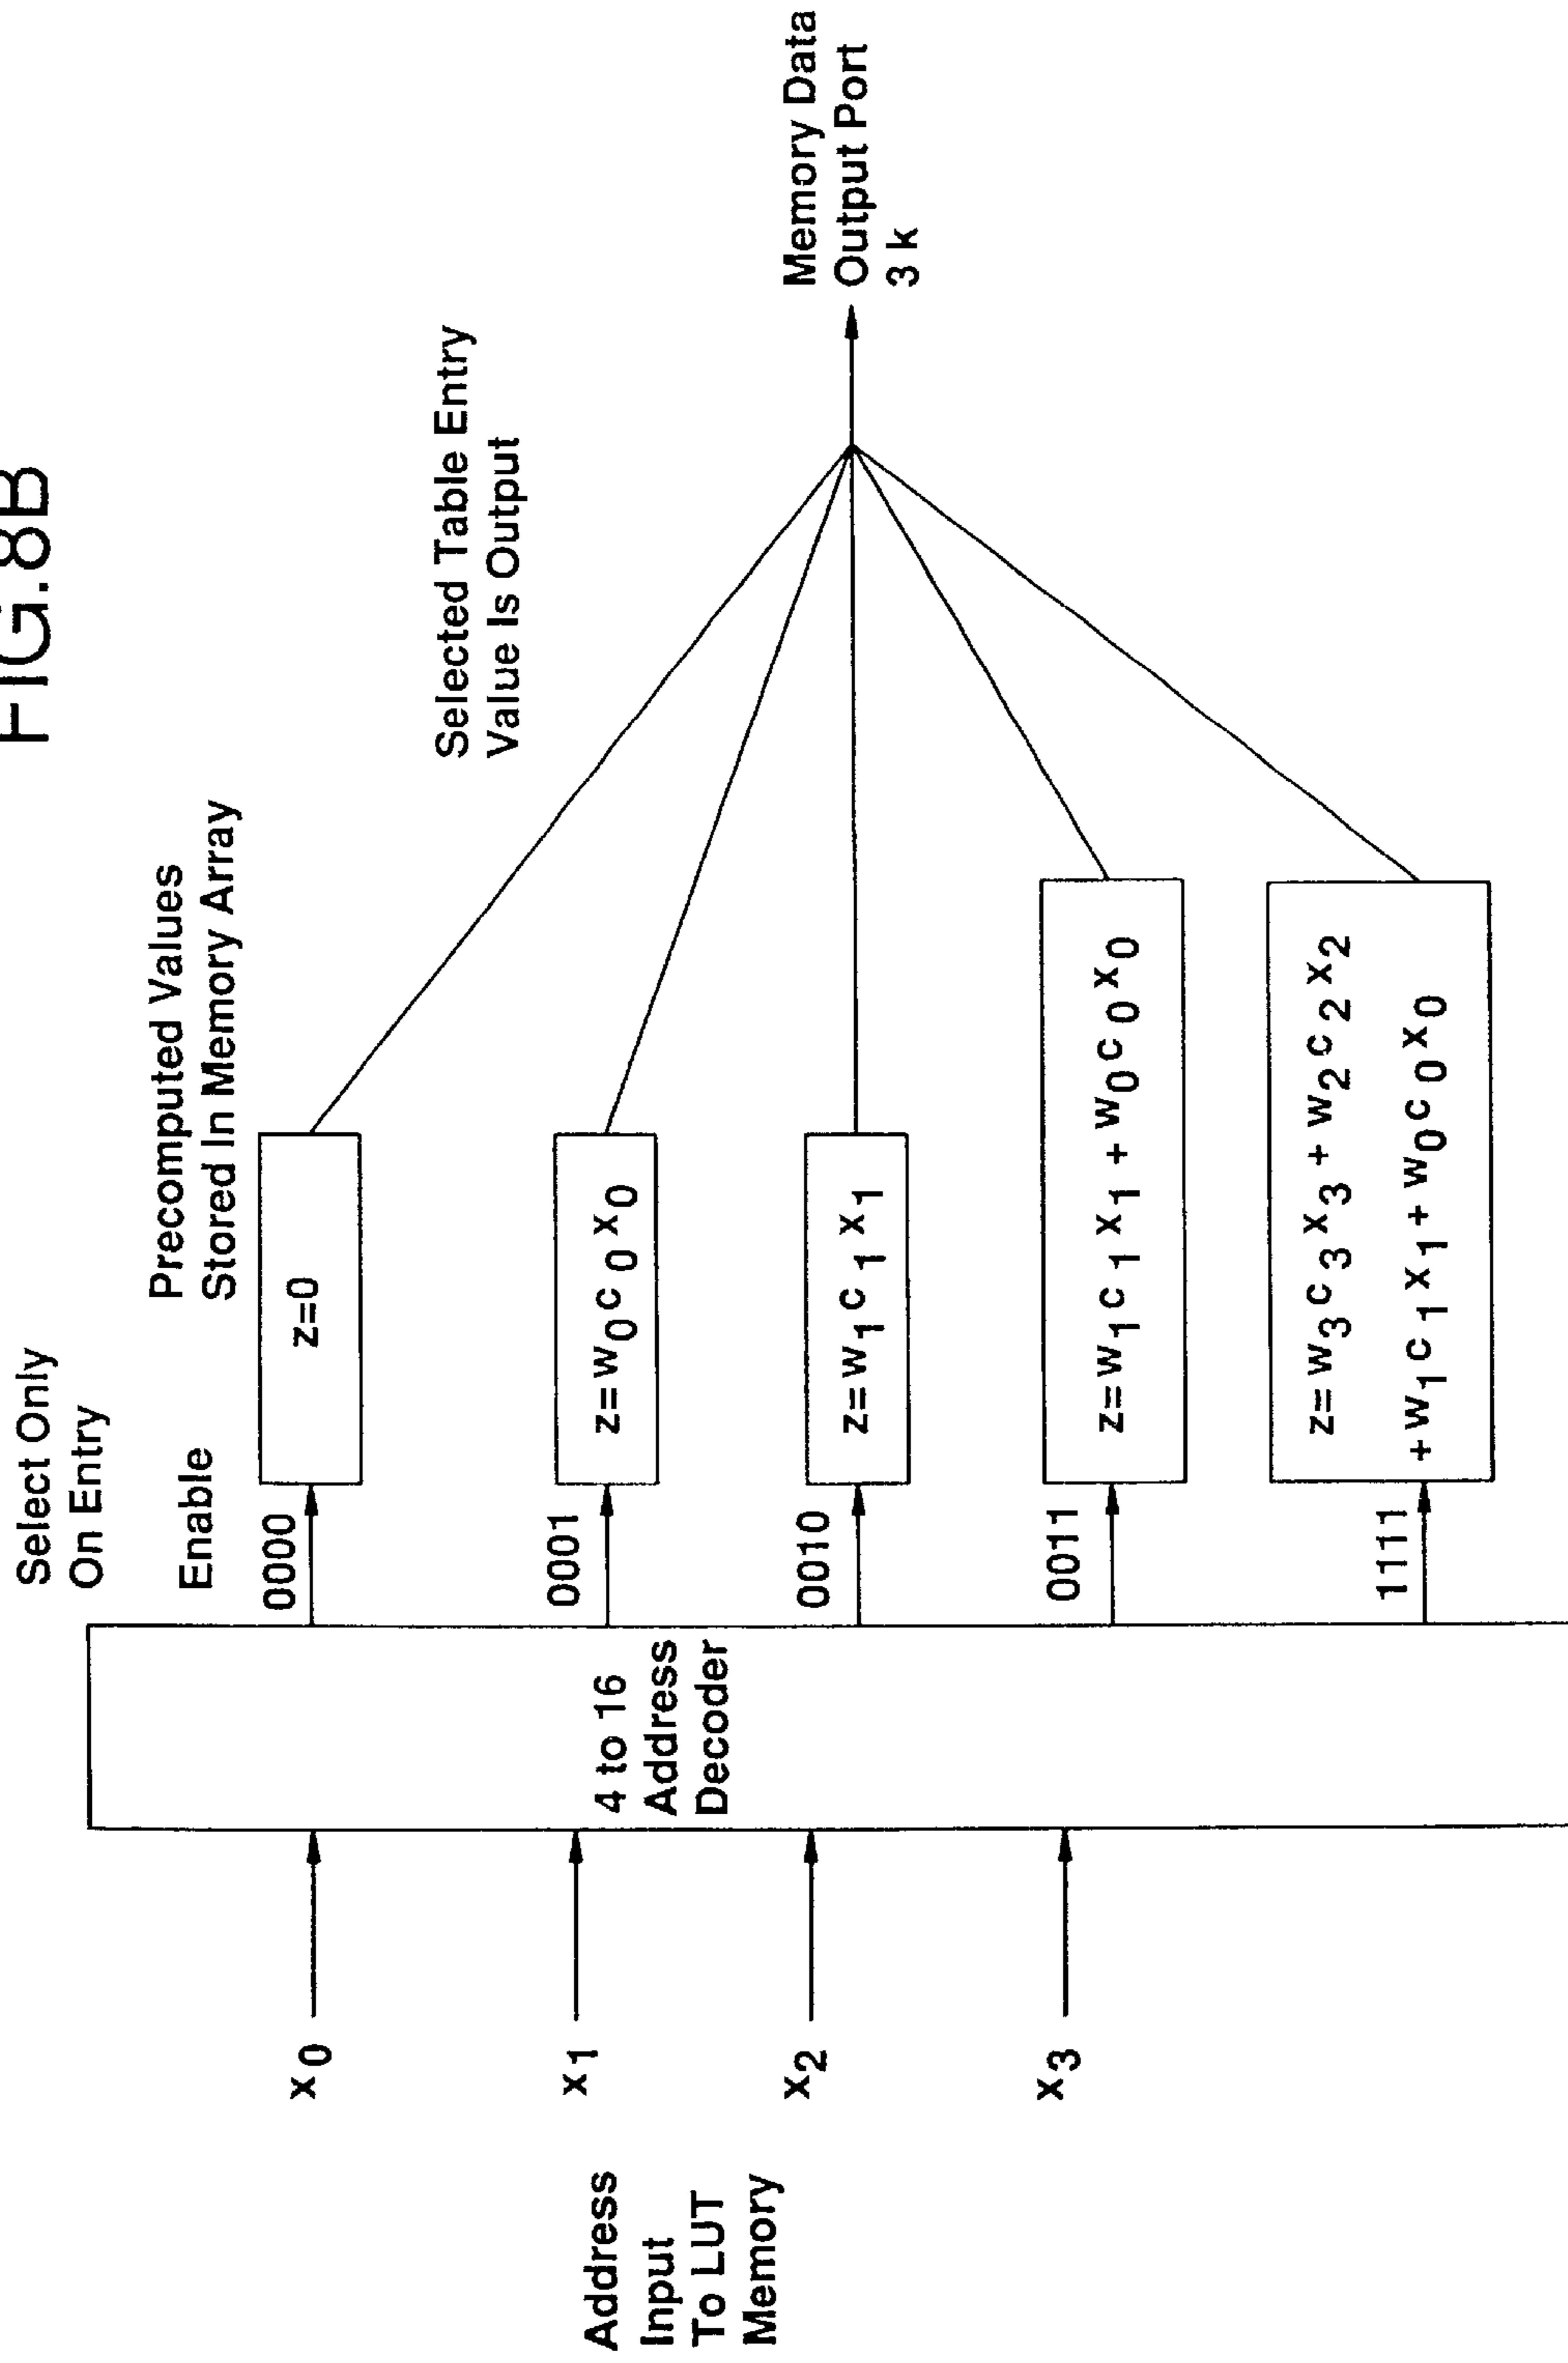 FIG.8B
Select Only
On Entry
Enable
Precomputed Values
Stored In Memory Array
Selected Table Entry
Value Is Output
Address
Input
To LUT
Memory
x0
x1
x2
x3
4 to 16
Address
Decoder
0000
z=0
0001
z=w0c0x0
0010
z=w1c1x1
0011
z=w1c1x1+w0c0x0
1111
z=w3c3x3+w2c2x2
+w1c1x1+w0c0x0
Memory Data
Output Port
3k